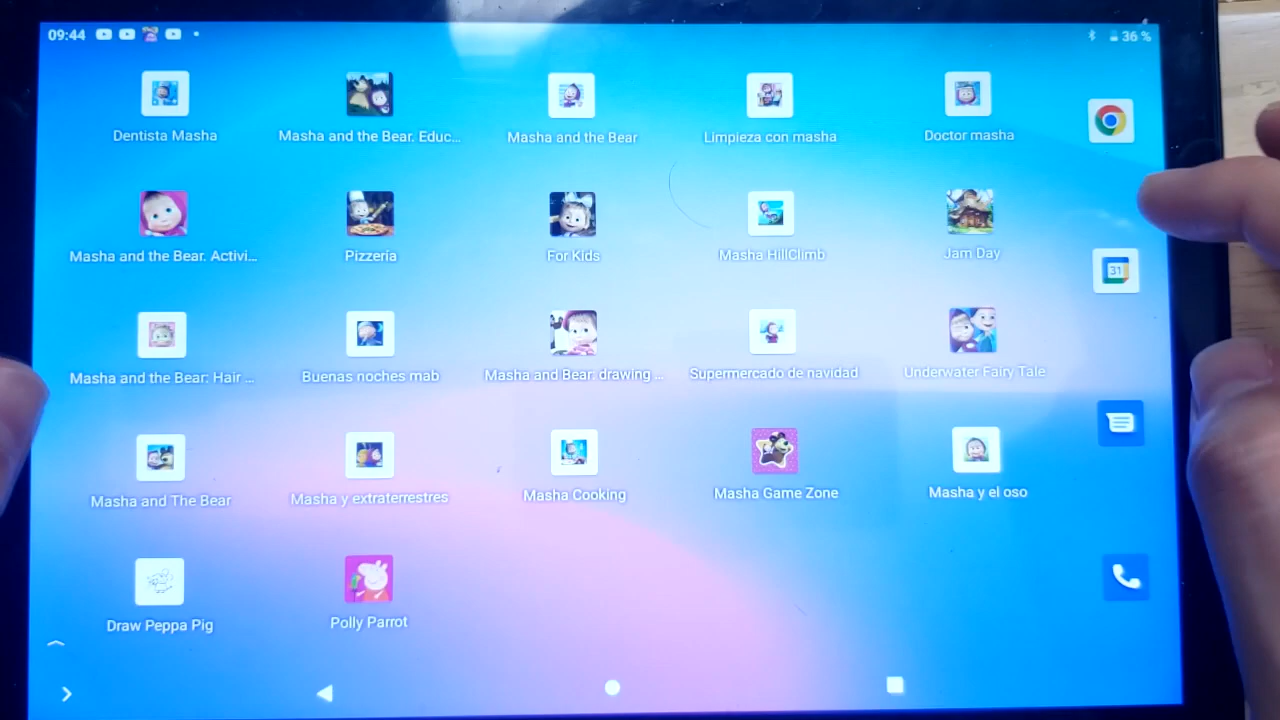 09:44
36 %
Dentista Masha
Masha and the Bear. Educ...
Masha and the Bear
Limpieza con masha
Doctor masha
Masha and the Bear. Activi...
Pizzería
For Kids
Masha HillClimb
Jam Day
31
Masha and the Bear: Hair ...
Buenas noches mab
Masha and Bear: drawing ...
Supermercado de navidad
Underwater Fairy Tale
Masha and The Bear
Masha y extraterrestres
Masha Cooking
Masha Game Zone
Masha y el oso
Draw Peppa Pig
Polly Parrot